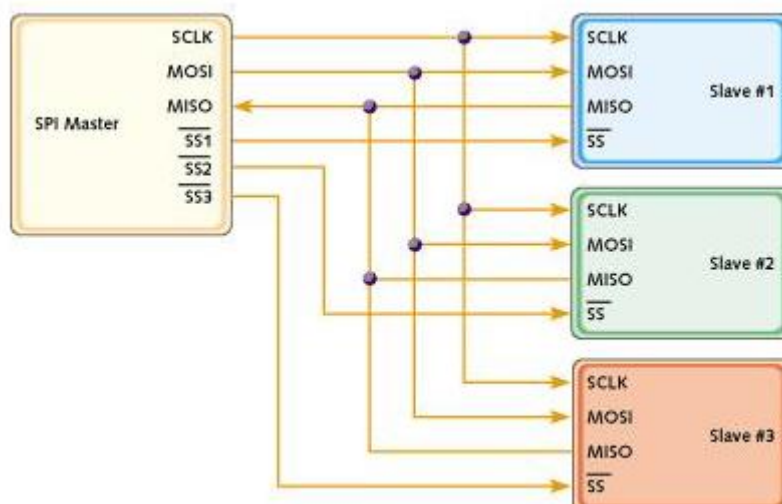 SPI Master
SCLK
MOSI
MISO
SS1
SS2
SS3
SCLK
MOSI
MISO
SS
Slave #1
SCLK
MOSI
MISO
SS
Slave #2
SCLK
MOSI
MISO
SS
Slave #3